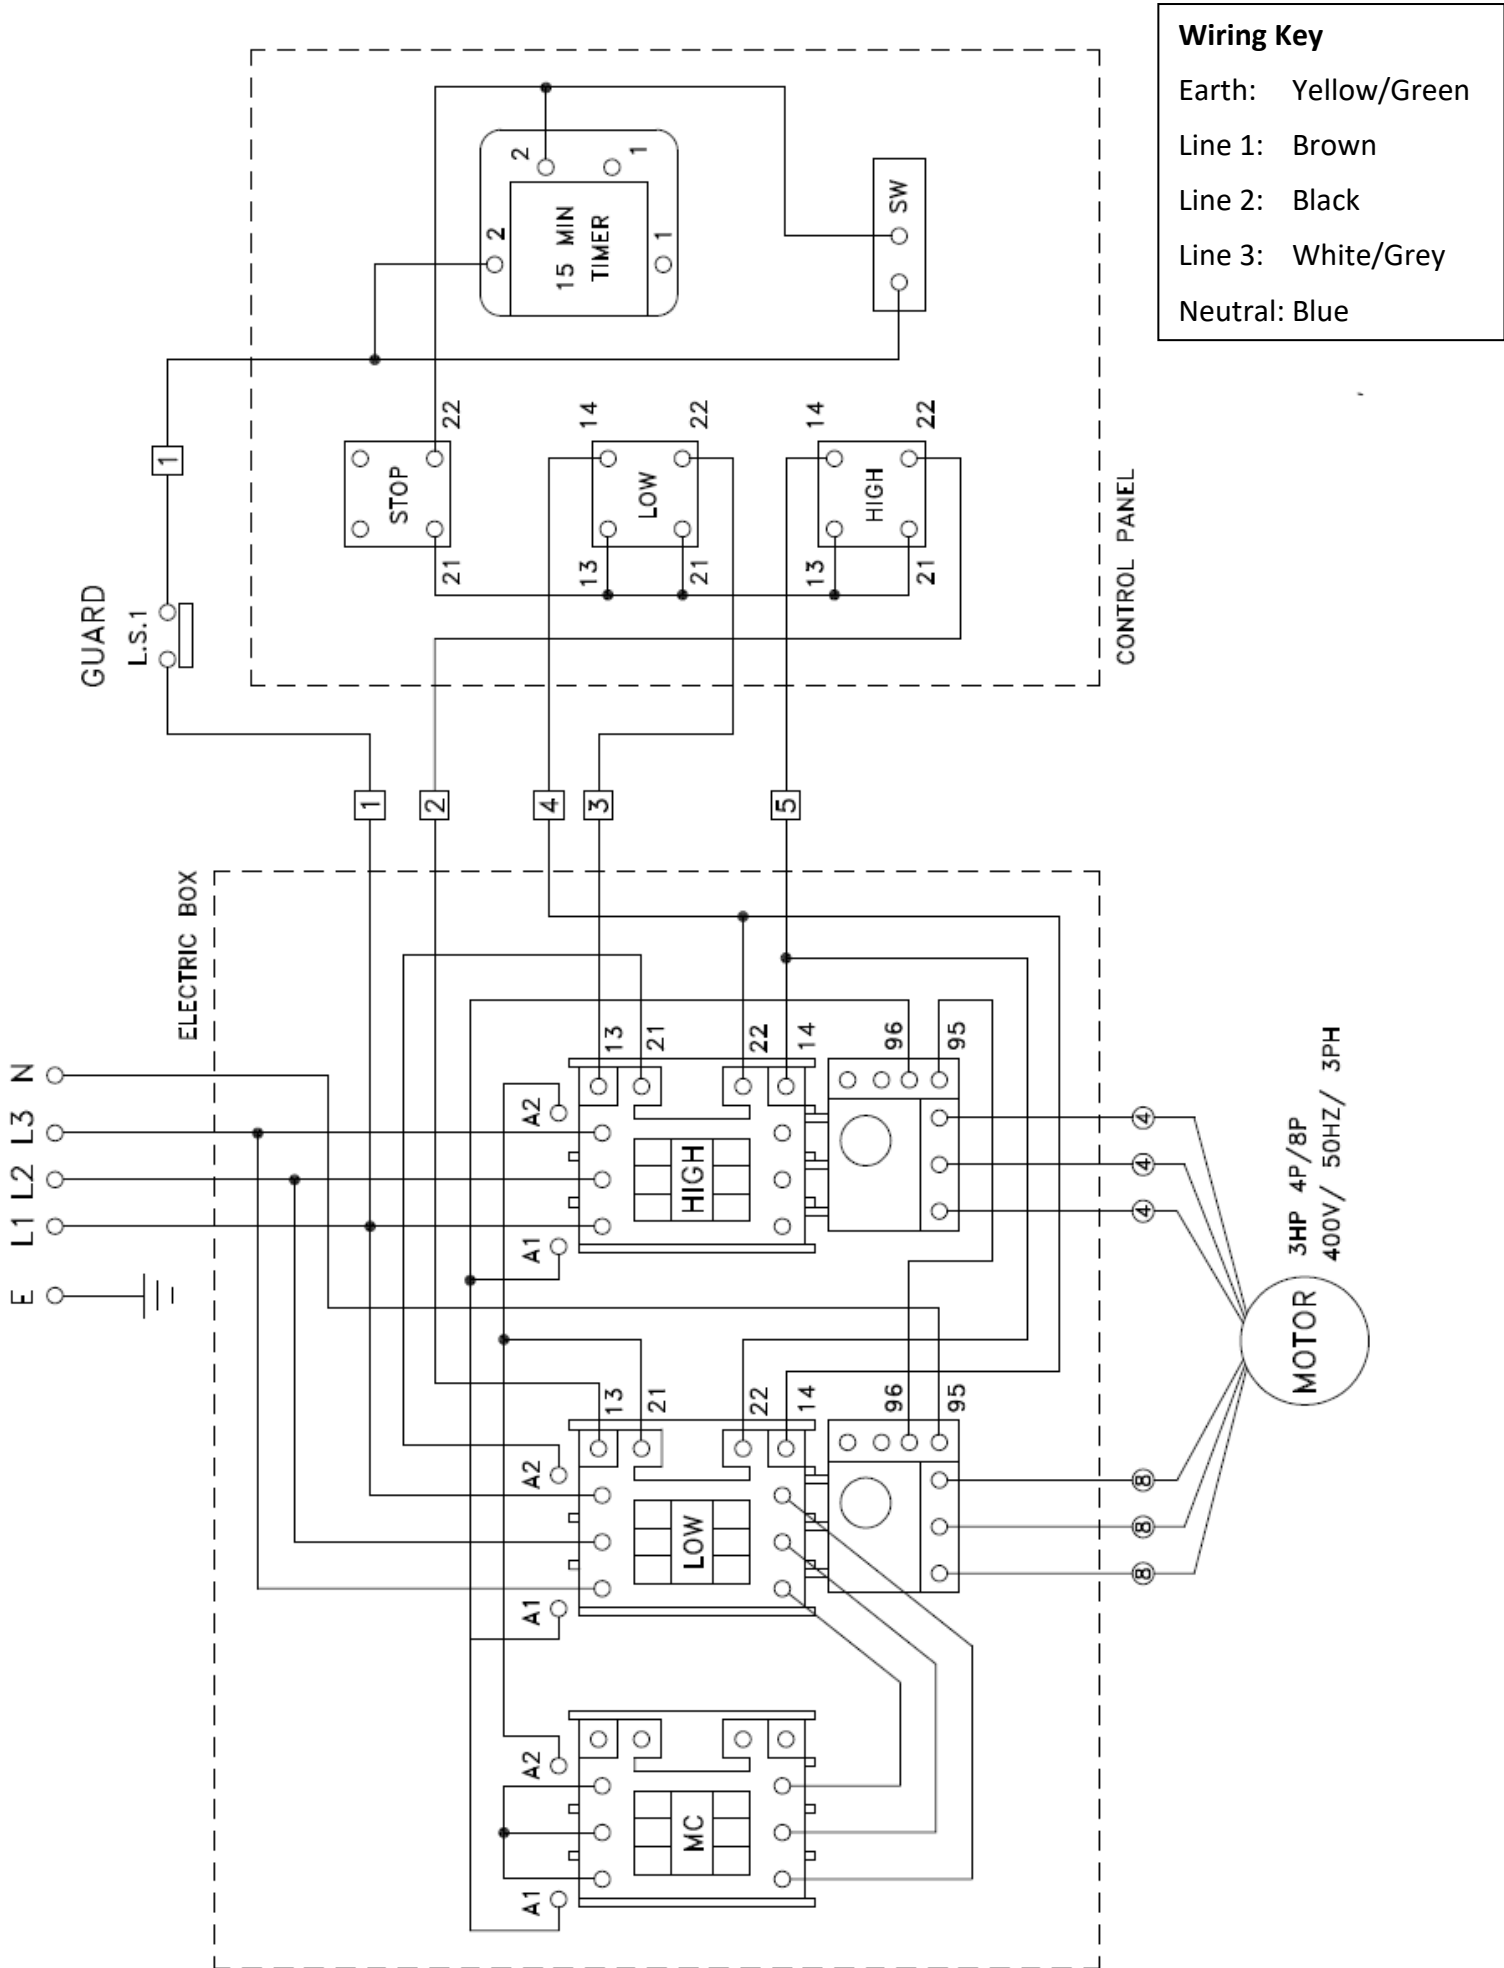 Wiring Key
Earth: Yellow/Green
Line 1: Brown
Line 2: Black
Line 3: White/Grey
Neutral: Blue
E
L1
L2
L3
N
GUARD
L.S.1
1
CONTROL PANEL
15 MIN
TIMER
2
2
1
1
SW
STOP
22
21
LOW
14
22
13
21
HIGH
14
22
13
21
1
2
4
3
5
ELECTRIC BOX
HIGH
A1
A2
13
21
22
14
96
95
LOW
A1
A2
13
21
22
14
96
95
MC
A1
A2
4
4
4
8
8
8
MOTOR
3HP 4P/8P
400V/ 50HZ/ 3PH